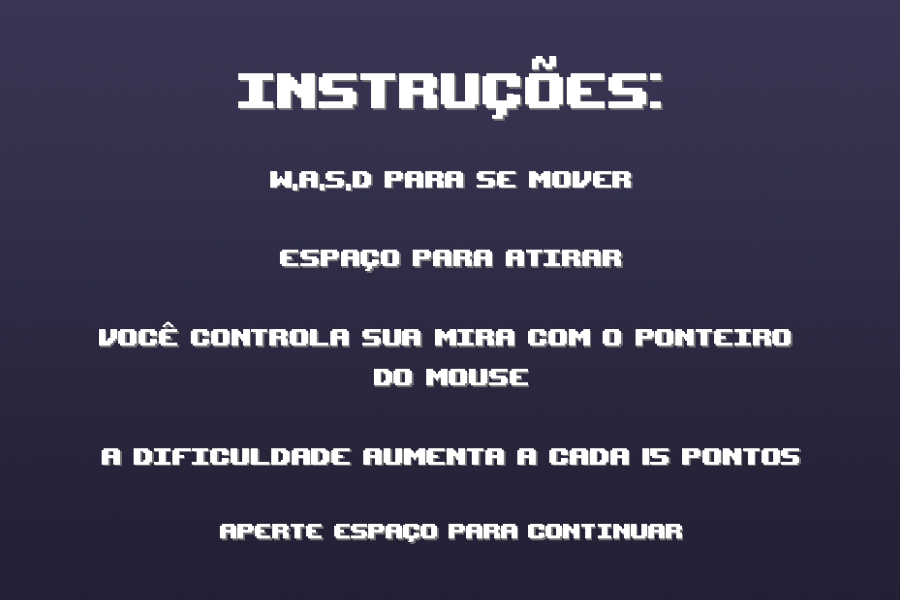 INSTRUÇÕES:
W,A,S,D PARA SE MOVER
ESPAÇO PARA ATIRAR
VOCÊ CONTROLA SUA MIRA COM O PONTEIRO
DO MOUSE
A DIFICULDADE AUMENTA A CADA 15 PONTOS
APERTE ESPAÇO PARA CONTINUAR